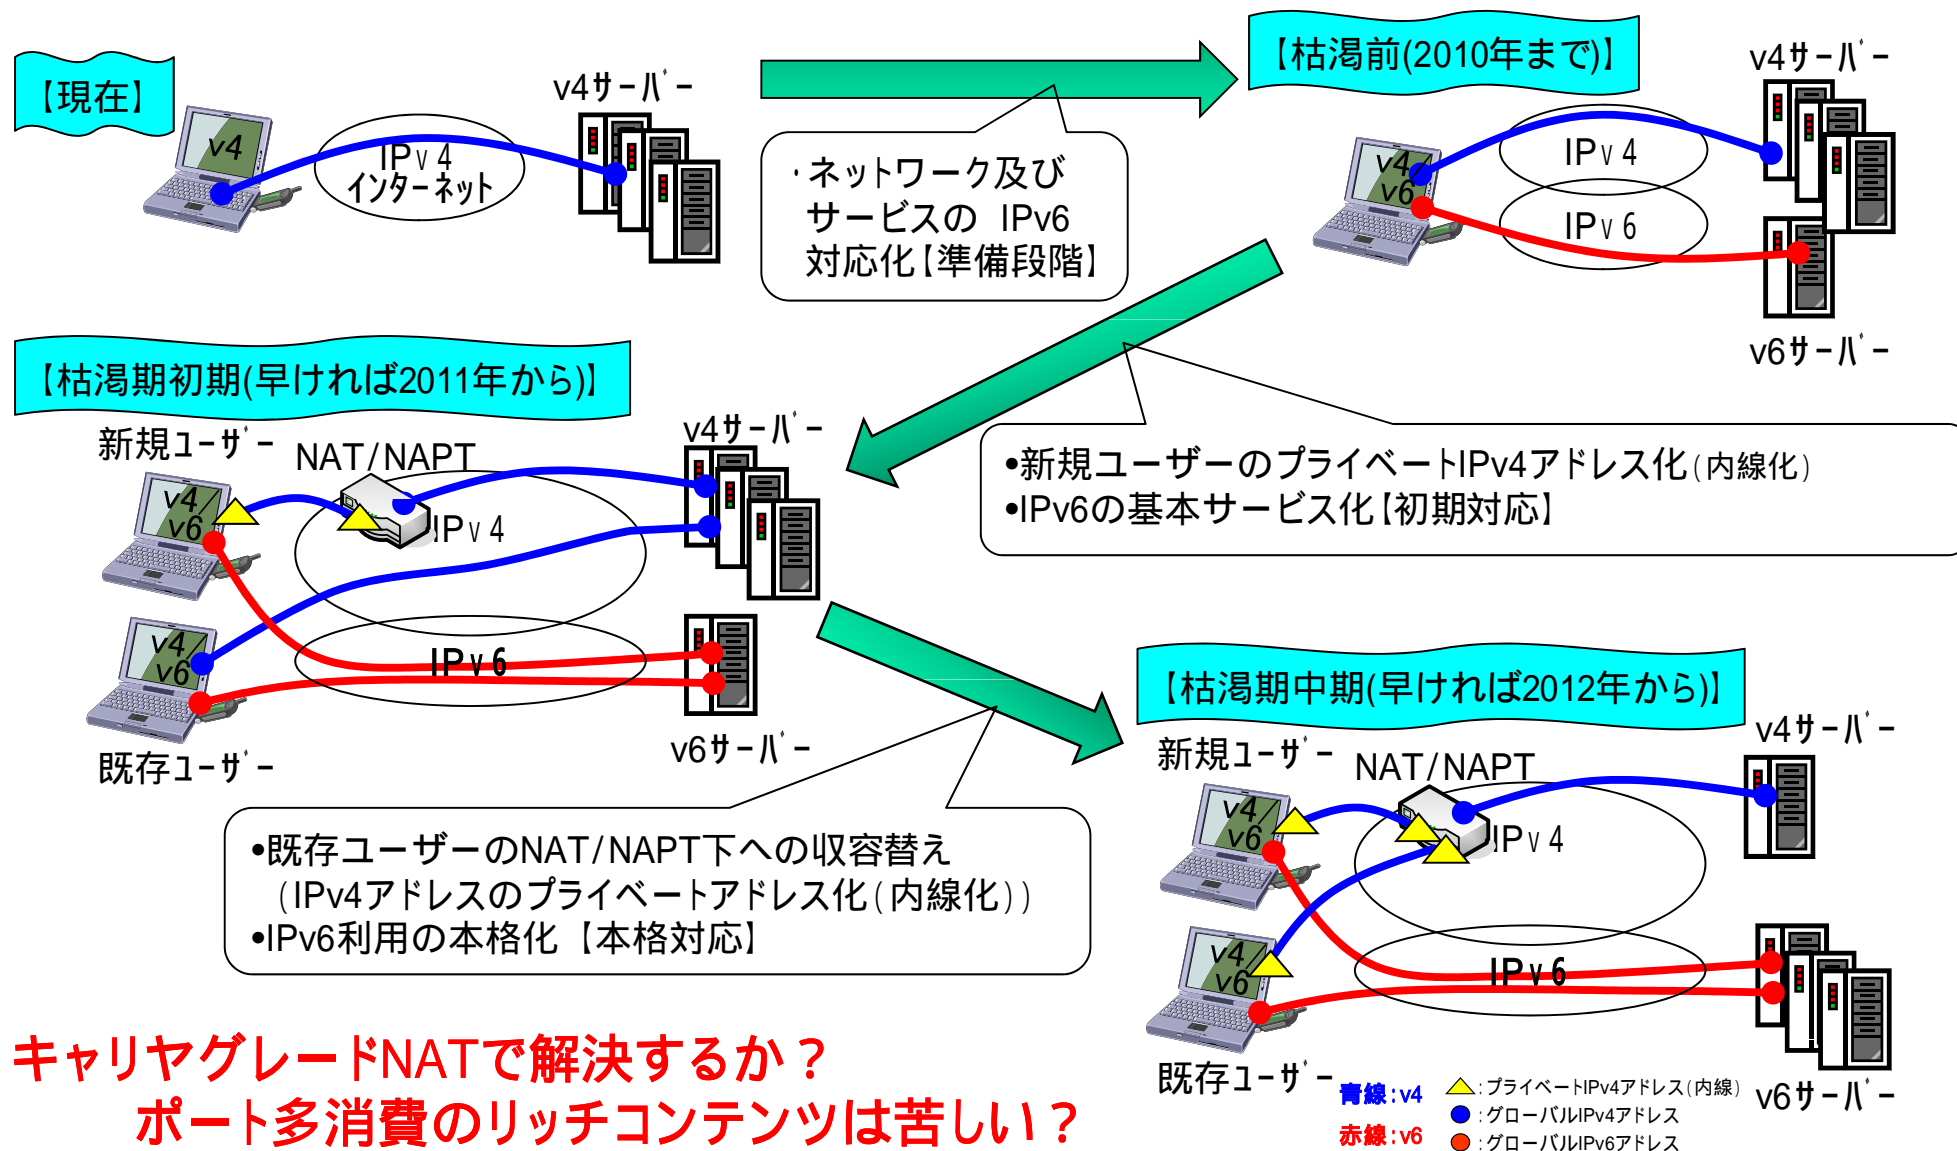 【現在】
v4
IPv4
インターネット
v4サーバー
・ネットワーク及び
サービスの IPv6
対応化【準備段階】
【枯渇前(2010年まで)】
v4
v6
IPv4
IPv6
v4サーバー
v6サーバー
【枯渇期初期(早ければ2011年から)】
新規ユーザー
NAT/NAPT
v4サーバー
v4
v6
IPv4
v4
v6
IPv6
既存ユーザー
v6サーバー
•新規ユーザーのプライベートIPv4アドレス化(内線化)
•IPv6の基本サービス化【初期対応】
•既存ユーザーのNAT/NAPT下への収容替え
(IPv4アドレスのプライベートアドレス化(内線化))
•IPv6利用の本格化【本格対応】
【枯渇期中期(早ければ2012年から)】
新規ユーザー
NAT/NAPT
v4サーバー
v4
v6
IPv4
v4
v6
IPv6
既存ユーザー
v6サーバー
キャリヤグレードNATで解決するか？
ポート多消費のリッチコンテンツは苦しい？
青線:v4
赤線:v6
:プライベートIPv4アドレス(内線)
:グローバルIPv4アドレス
:グローバルIPv6アドレス